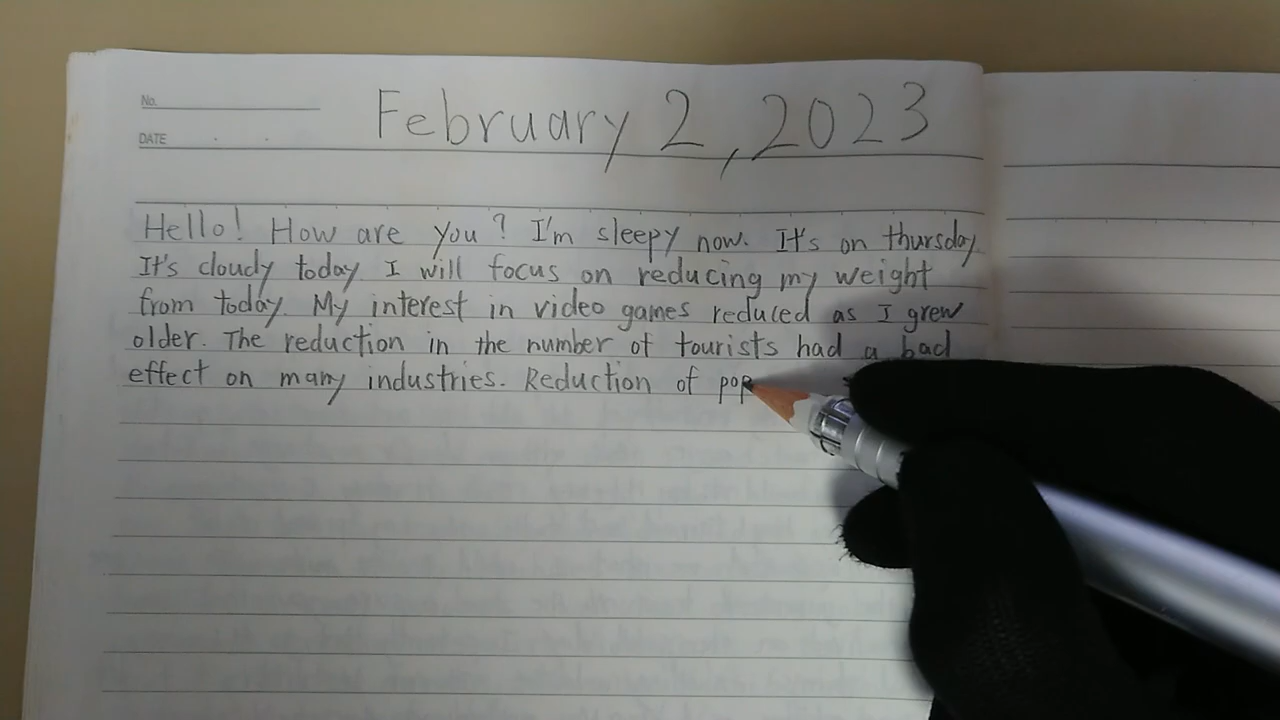 No.
DATE
February 2, 2023
Hello! How are you? I'm sleepy now. It's on thursday.
It's cloudy today I will focus on reducing my weight
from today. My interest in video games reduced as I grew
older. The reduction in the number of tourists had a bad
effect on many industries. Reduction of pop